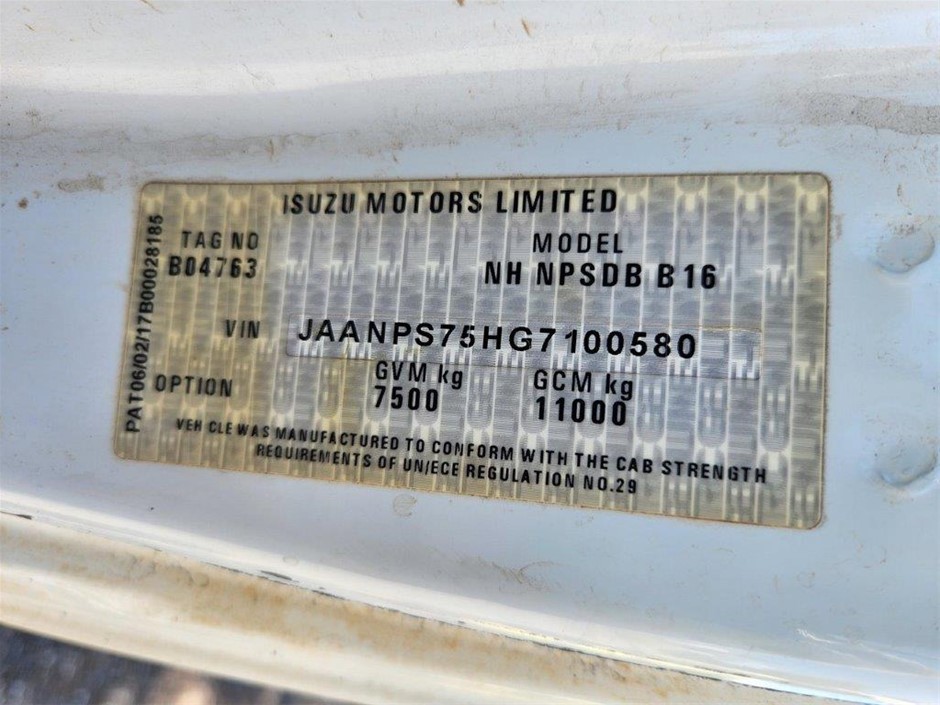 ISUZU MOTORS LIMITED
TAG NO
B04763
MODEL
NH NPSDB B16
VIN
JAANPS75HG7100580
OPTION
GVM kg
7500
GCM kg
11000
VEHICLE WAS MANUFACTURED TO CONFORM WITH THE CAB STRENGTH
REQUIREMENTS OF UN/ECE REGULATION NO.29
PAT06/02/17B00028185